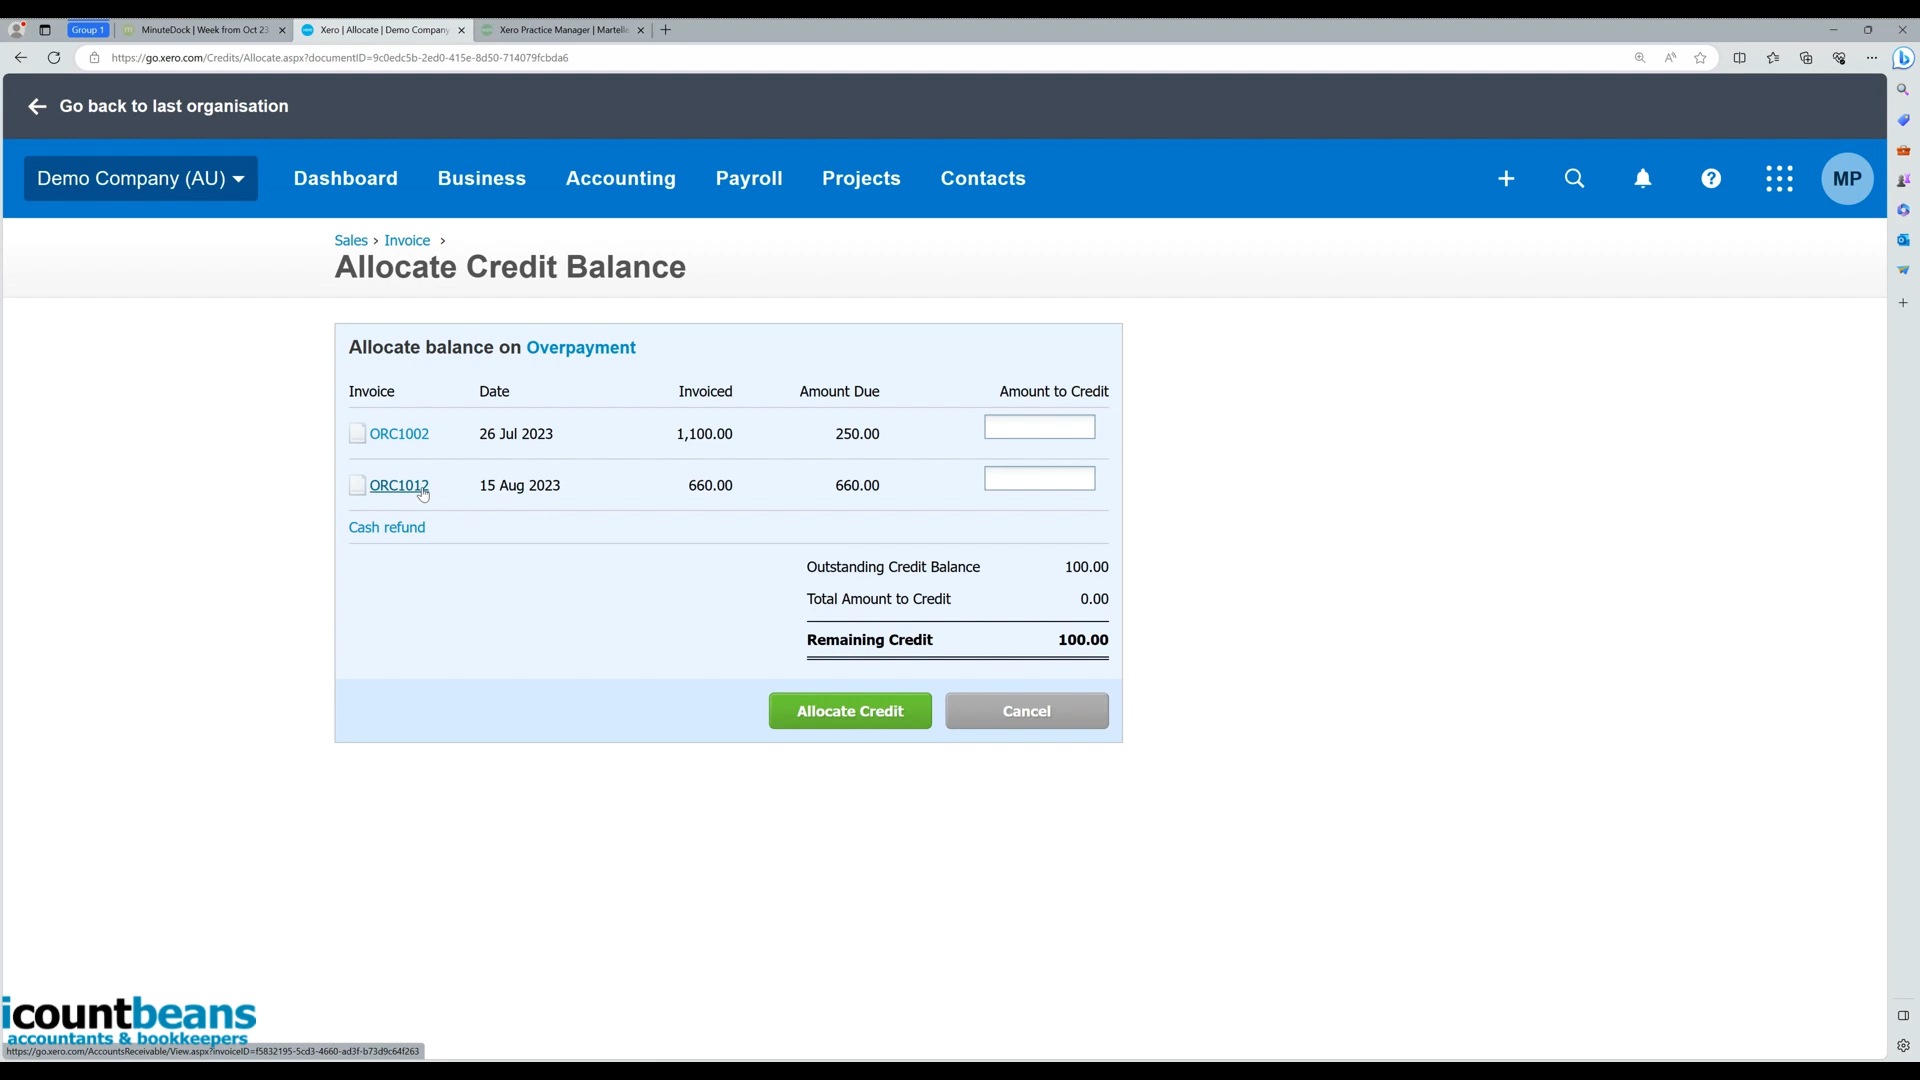 Group 1
MinuteDock | Week from Oct 23
Xero | Allocate | Demo Company
Xero Practice Manager | Martelle
https://go.xero.com/Credits/Allocate.aspx?documentID=9c0edc5b-2ed0-415e-8d50-714079fcbda6
Go back to last organisation
Demo Company (AU)
Dashboard
Business
Accounting
Payroll
Projects
Contacts
MP
Sales › Invoice ›
Allocate Credit Balance
Allocate balance on Overpayment
Invoice Date Invoiced Amount Due Amount to Credit
ORC1002 26 Jul 2023 1,100.00 250.00
ORC1012 15 Aug 2023 660.00 660.00
Cash refund
Outstanding Credit Balance 100.00
Total Amount to Credit 0.00
Remaining Credit 100.00
Allocate Credit
Cancel
icountbeans
accountants & bookkeepers
https://go.xero.com/AccountsReceivable/View.aspx?invoiceID=f5832195-5cd3-4660-ad3f-b73d9c64f263